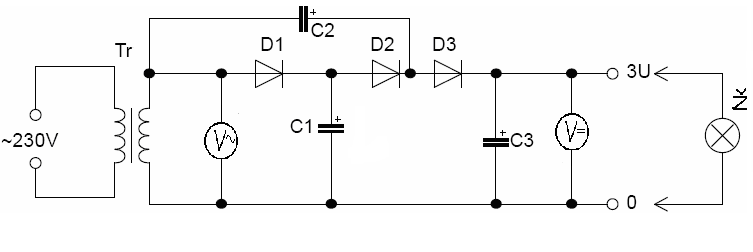 +
C2
Tr
D1
D2
D3
3U
Nk
~230V
V~
C1
+
+
C3
V=
0